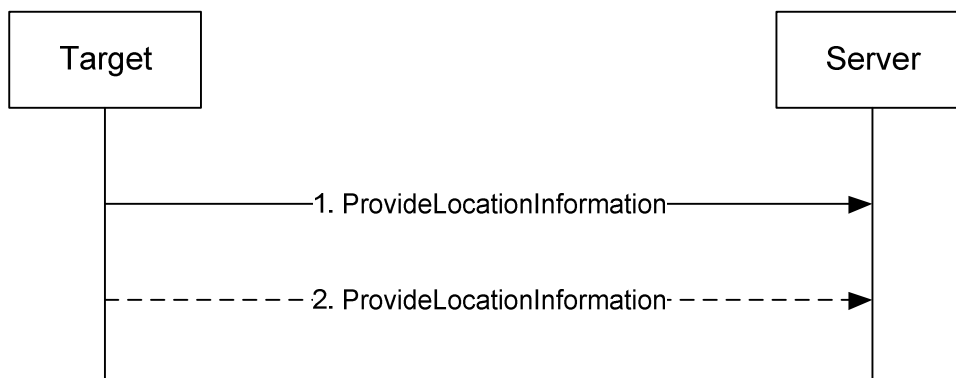 Target
Server
1. ProvideLocationInformation
2. ProvideLocationInformation